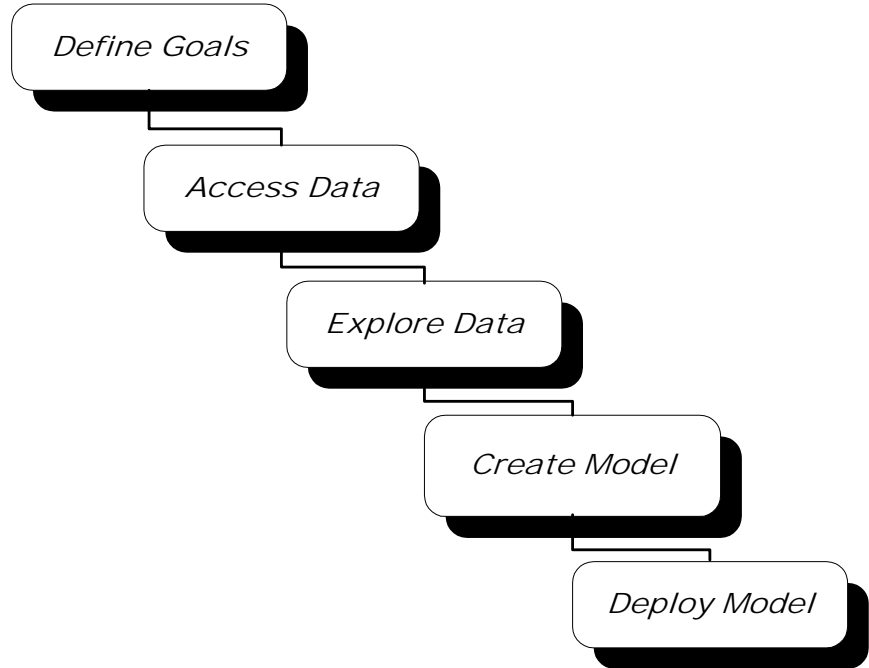 Define Goals
Access Data
Explore Data
Create Model
Deploy Model